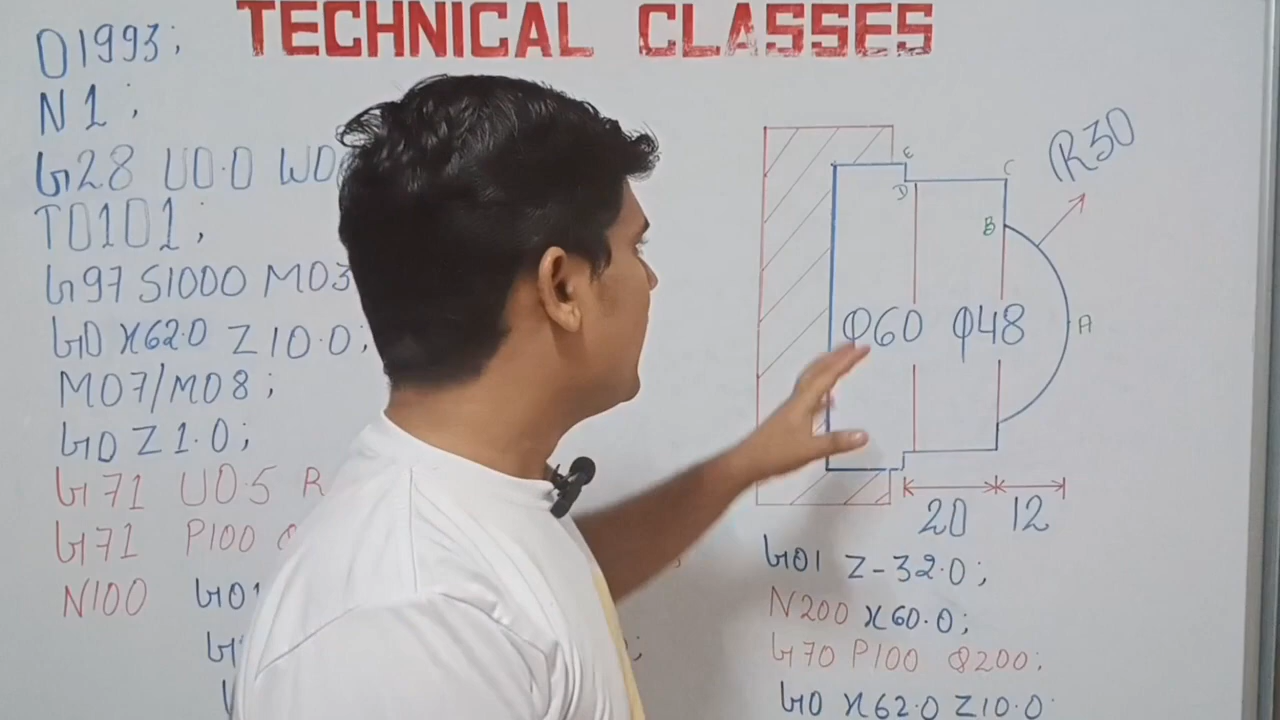 TECHNICAL CLASSES
O1993;
N1;
G28 U0.0 W0
T0101;
G97 S1000 M03
G0 X62.0 Z10.0;
M07/M08;
G0 Z1.0;
G71 U0.5 R
G71 P100
N100 G01
;
;
E
D
C
B
A
R30
φ60
φ48
20
12
G01 Z-32.0;
N200 X60.0;
G70 P100 Q200;
G0 X62.0 Z10.0